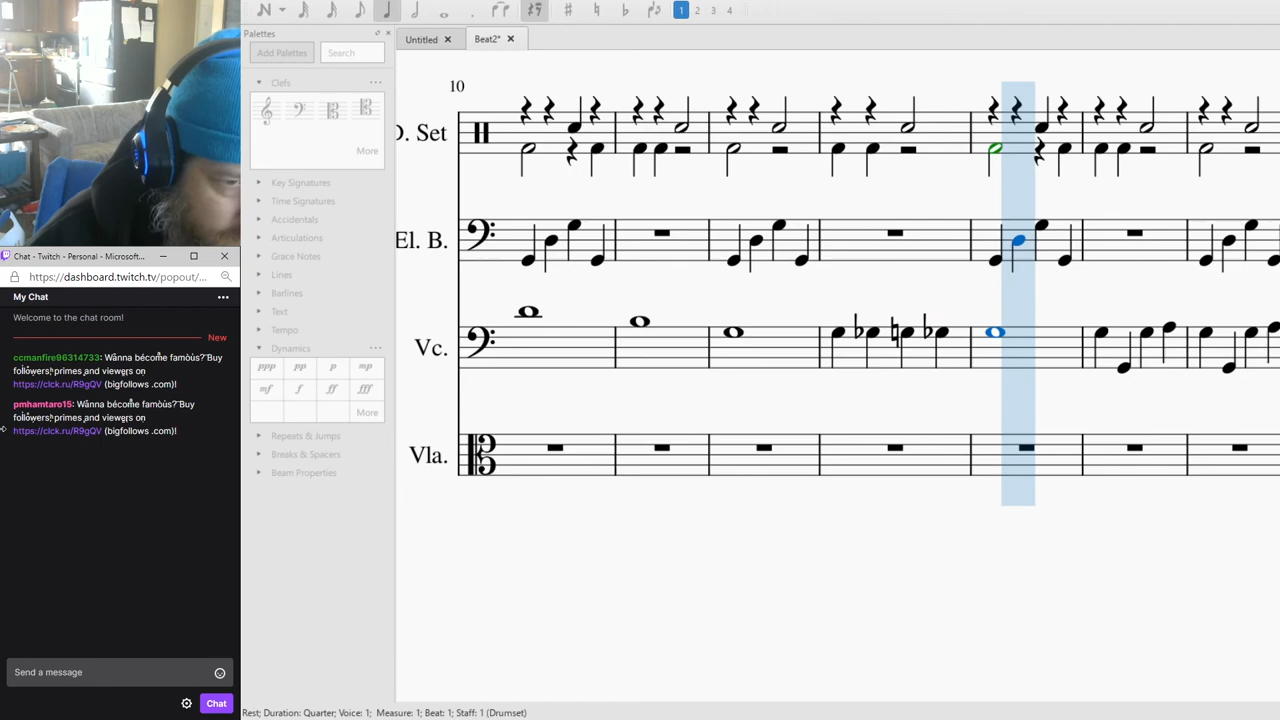 Palettes
Add Palettes
Search
Clefs
More
Key Signatures
Time Signatures
Accidentals
Articulations
Grace Notes
Lines
Barlines
Text
Tempo
Dynamics
ppp pp p mp
mf f ff fff
More
Repeats & Jumps
Breaks & Spacers
Beam Properties
1 2 3 4
Untitled
Beat2*
10
D. Set
El. B.
Vc.
Vla.
Rest; Duration: Quarter; Voice: 1; Measure: 1; Beat: 1; Staff: 1 (Drumset)
Chat - Twitch - Personal - Microsoft...
https://dashboard.twitch.tv/popout/...
My Chat
Welcome to the chat room!
New
ccmanfire96314733: Wanna become famous? Buy
followers, primes and viewers on
https://clck.ru/R9gQV (bigfollows .com)!
pmhamtaro15: Wanna become famous? Buy
followers, primes and viewers on
https://clck.ru/R9gQV (bigfollows .com)!
Send a message
Chat